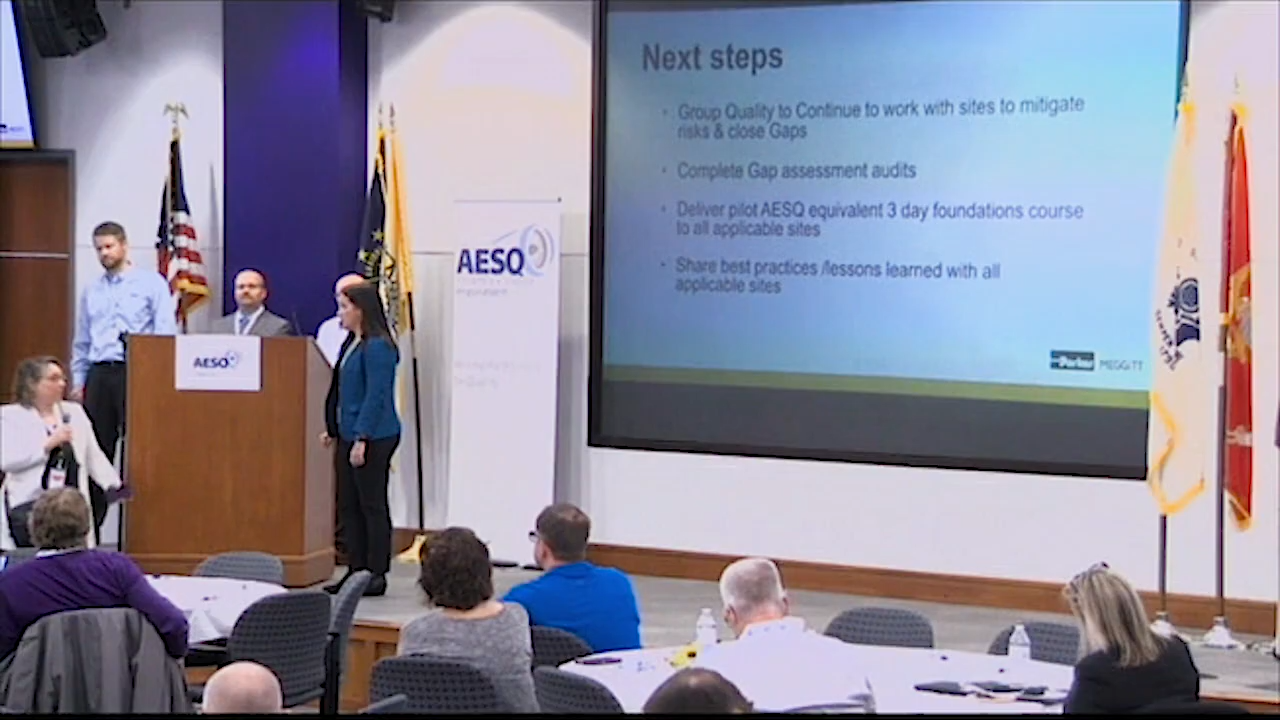 Next steps
· Group Quality to Continue to work with sites to mitigate
risks & close Gaps
· Complete Gap assessment audits
· Deliver pilot AESQ equivalent 3 day foundations course
to all applicable sites
· Share best practices /lessons learned with all
applicable sites
Parker MEGGITT
AESQ
AESQ